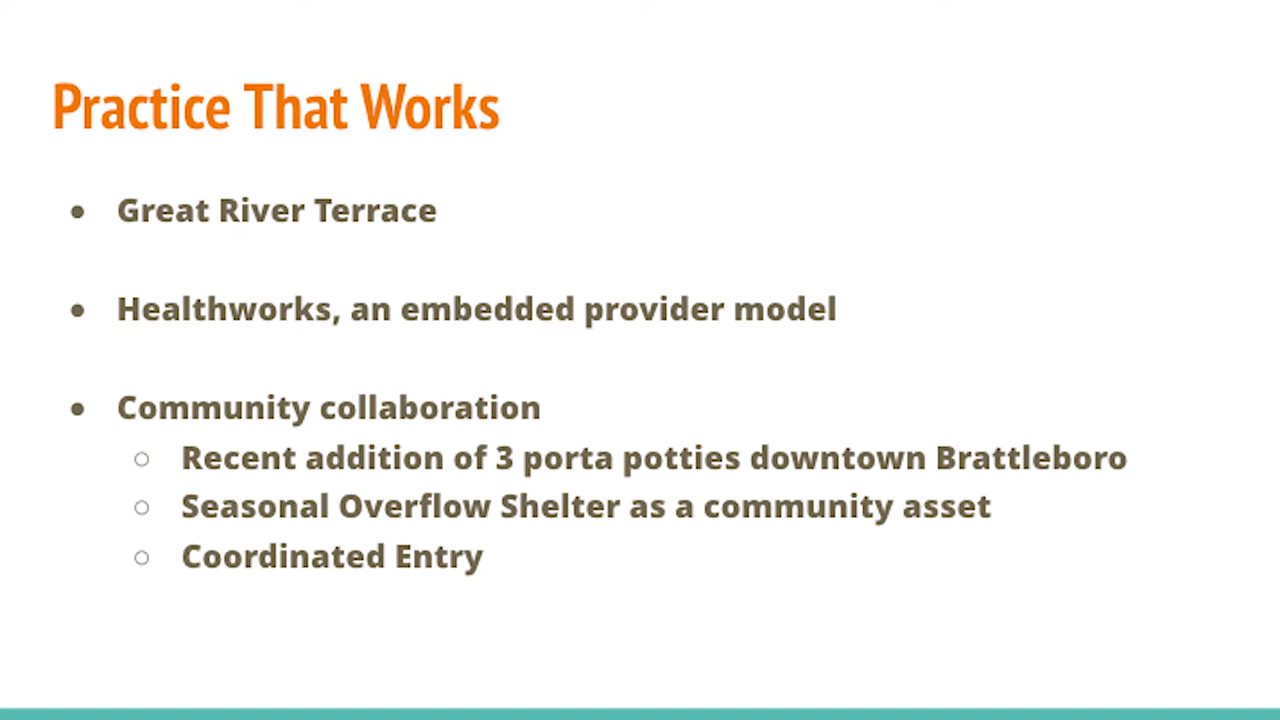 Practice That Works
● Great River Terrace
● Healthworks, an embedded provider model
● Community collaboration
○ Recent addition of 3 porta potties downtown Brattleboro
○ Seasonal Overflow Shelter as a community asset
○ Coordinated Entry